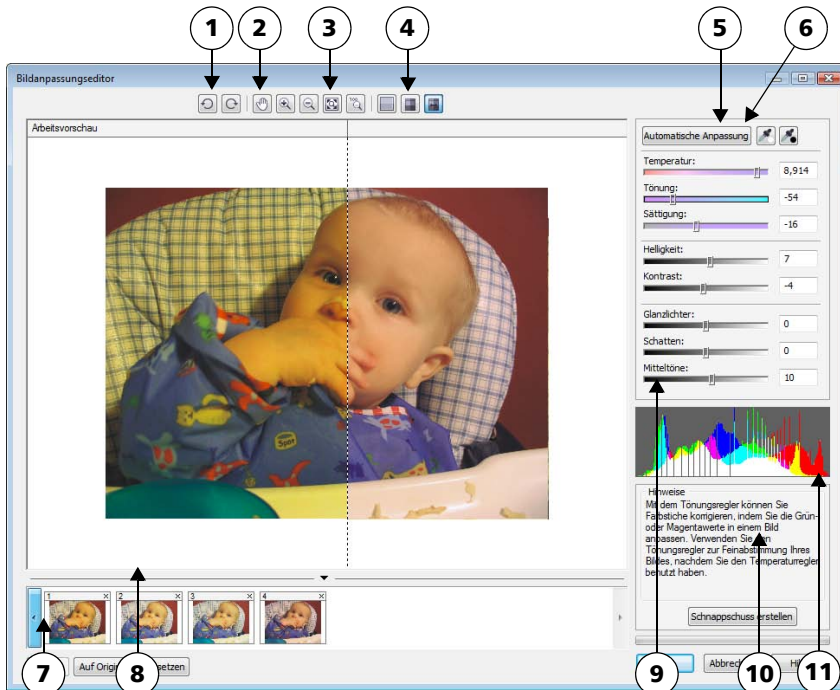 1 2 3 4 5 6
Bildanpassungseditor
Arbeitsvorschau
Automatische Anpassung
Temperatur:
8,914
Tönung:
-54
Sättigung:
-16
Helligkeit:
7
Kontrast:
-4
Glanzlichter:
0
Schatten:
0
Mitteltöne:
10
Hinweise
Mit dem Tönungsregler können Sie
Farbstiche korrigieren, indem Sie die Grün-
oder Magentawerte in einem Bild
anpassen. Verwenden Sie den
Tönungsregler zur Feinabstimmung Ihres
Bildes, nachdem Sie den Temperaturregler
benutzt haben.
Schnappschuss erstellen
1 2 3 4
Auf Origin setzen
Abbrec
7 8 9 10 11